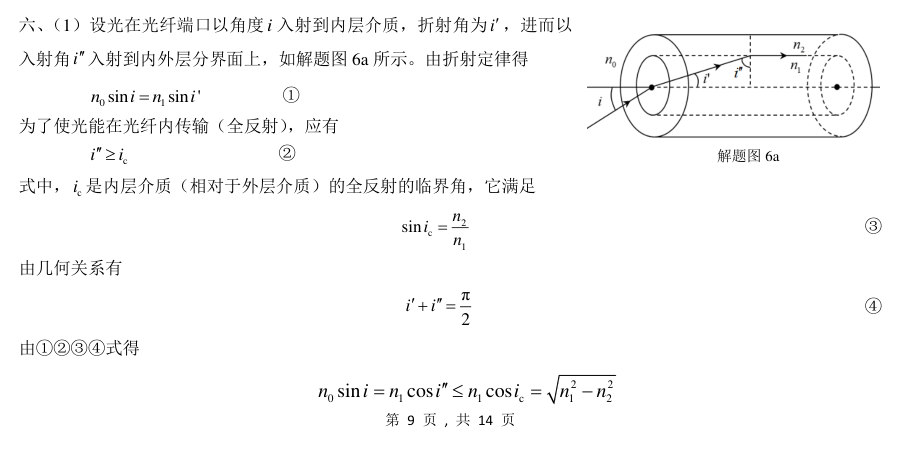 六、（1）设光在光纤端口以角度 i 入射到内层介质，折射角为 i′，进而以
入射角 i″ 入射到内外层分界面上，如解题图 6a 所示。由折射定律得
n₀ sin i = n₁ sin i' ①
为了使光能在光纤内传输（全反射），应有
i″ ≥ i_c ②
式中， i_c 是内层介质（相对于外层介质）的全反射的临界角，它满足
sin i_c = n₂/n₁ ③
由几何关系有
i′ + i″ = π/2 ④
由①②③④式得
n₀ sin i = n₁ cos i″ ≤ n₁ cos i_c = √(n₁² − n₂²)
n₀
n₂
n₁
i
i′
i″
解题图 6a
第 9 页 , 共 14 页